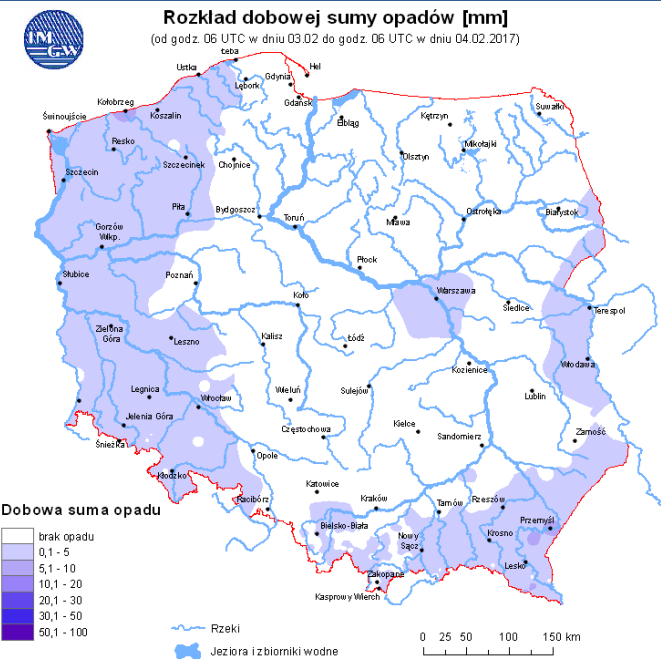 IM
GW
Rozkład dobowej sumy opadów [mm]
(od godz. 06 UTC w dniu 03.02 do godz. 06 UTC w dniu 04.02.2017)
Łeba
Hel
Ustka
Gdynia
Lębork
Gdańsk
Kołobrzeg
Koszalin
Suwałki
Świnoujście
Elbląg
Kętrzyn
Resko
Mikołajki
Szczecinek
Chojnice
Olsztyn
Szczecin
Piła
Bydgoszcz
Toruń
Mława
Ostrołęka
Białystok
Gorzów
Wlkp.
Płock
Słubice
Poznań
Koło
Warszawa
Siedlce
Terespol
Zielona
Góra
Leszno
Kalisz
Łódź
Włodawa
Kozienice
Legnica
Wrocław
Wieluń
Sulejów
Lublin
Jelenia Góra
Częstochowa
Kielce
Sandomierz
Zamość
Śnieżka
Opole
Kłodzko
Katowice
Racibórz
Kraków
Tarnów
Rzeszów
Bielsko-Biała
Przemyśl
Nowy
Sącz
Krosno
Lesko
Zakopane
Kasprowy Wierch
Dobowa suma opadu
brak opadu
0,1 - 5
5,1 - 10
10,1 - 20
20,1 - 30
30,1 - 50
50,1 - 100
Rzeki
Jeziora i zbiorniki wodne
0 25 50 100 150 km